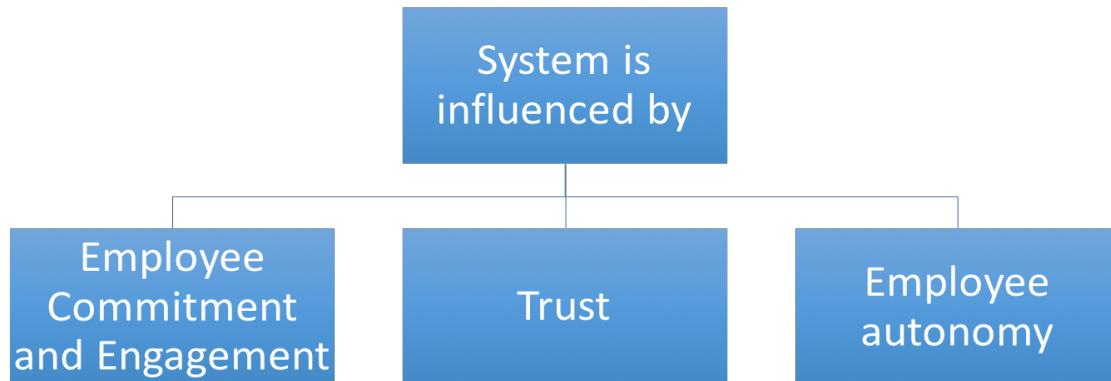 System is
influenced by
Employee
Commitment
and Engagement
Trust
Employee
autonomy